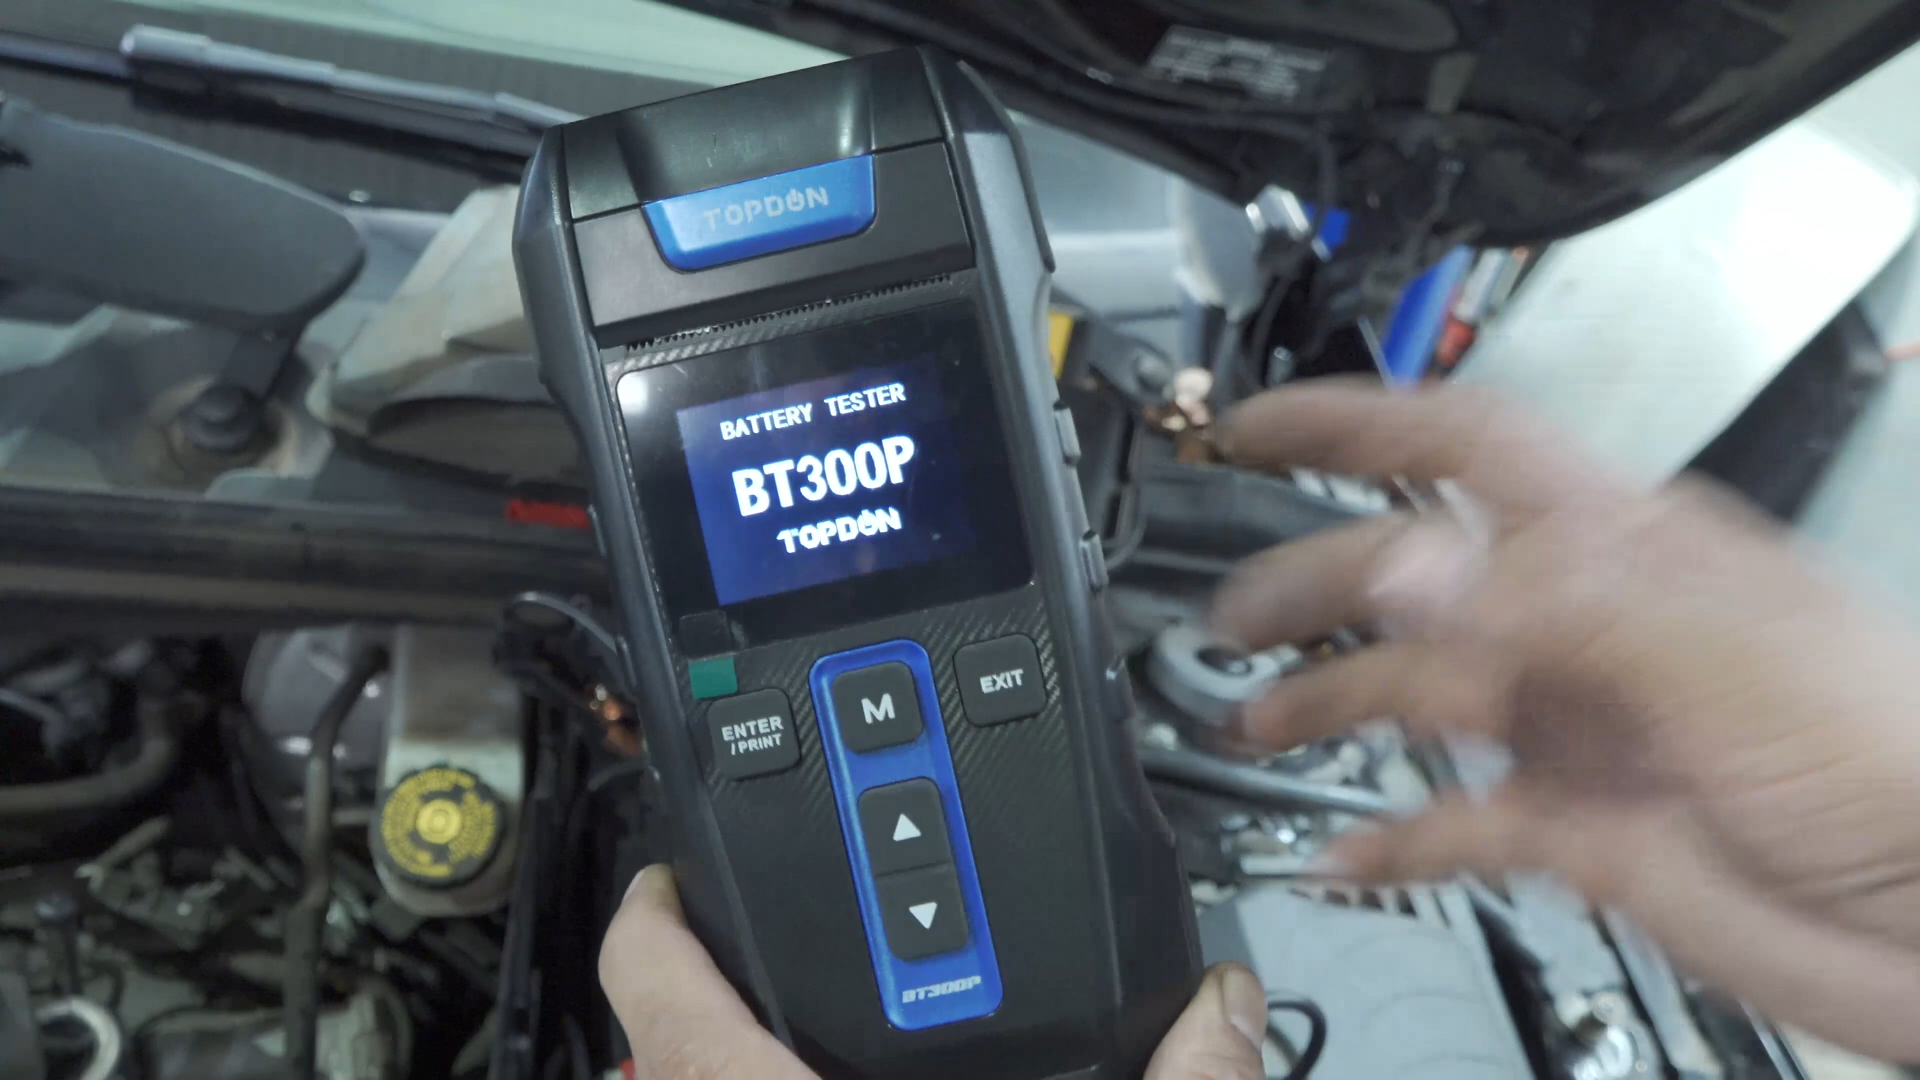 TOPDON
BATTERY TESTER
BT300P
TOPDON
M
EXIT
ENTER
/PRINT
▲
▼
BT300P